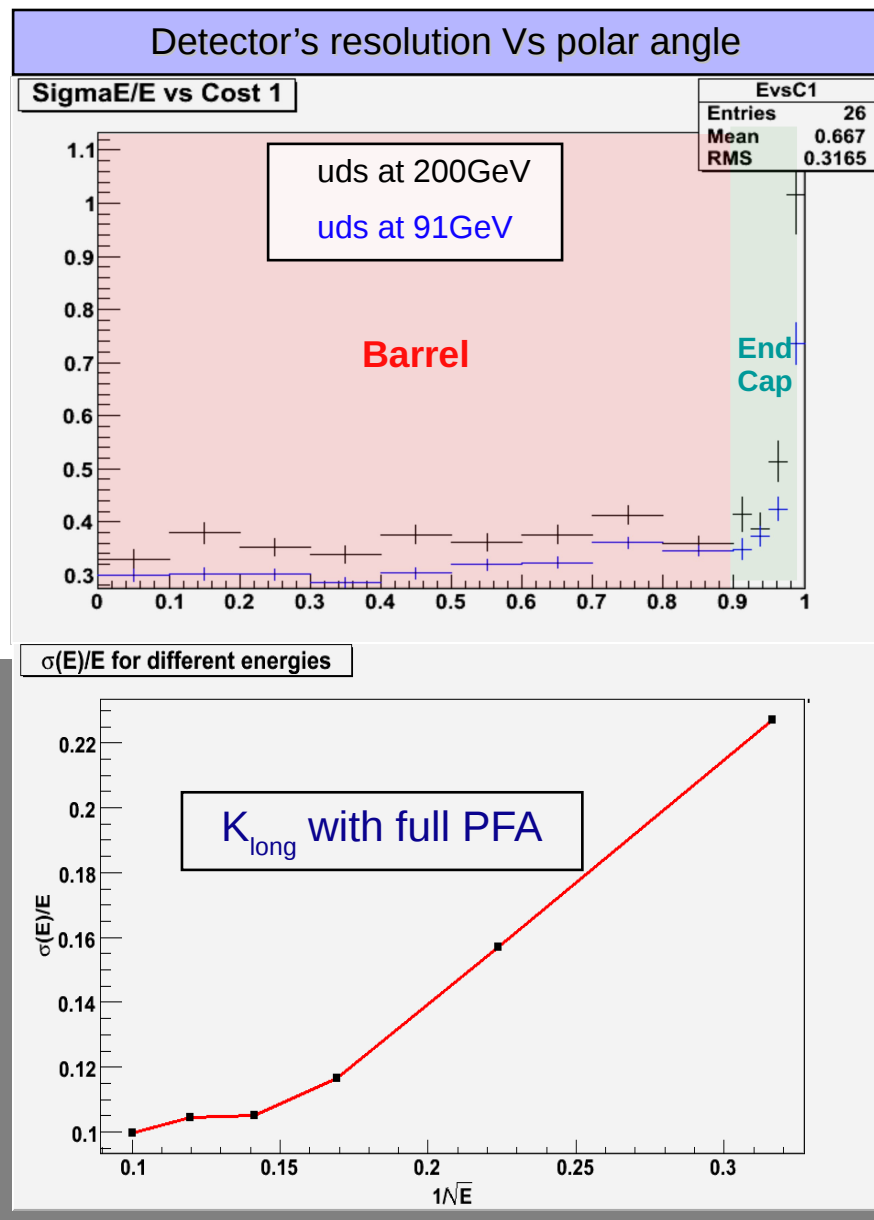 Detector’s resolution Vs polar angle
SigmaE/E vs Cost 1
EvsC1
Entries 26
Mean 0.667
RMS 0.3165
uds at 200GeV
uds at 91GeV
Barrel
End
Cap
1.1
1
0.9
0.8
0.7
0.6
0.5
0.4
0.3
0 0.1 0.2 0.3 0.4 0.5 0.6 0.7 0.8 0.9 1
σ(E)/E for different energies
K_long with full PFA
σ(E)/E
0.22
0.2
0.18
0.16
0.14
0.12
0.1
0.1 0.15 0.2 0.25 0.3
1/√E